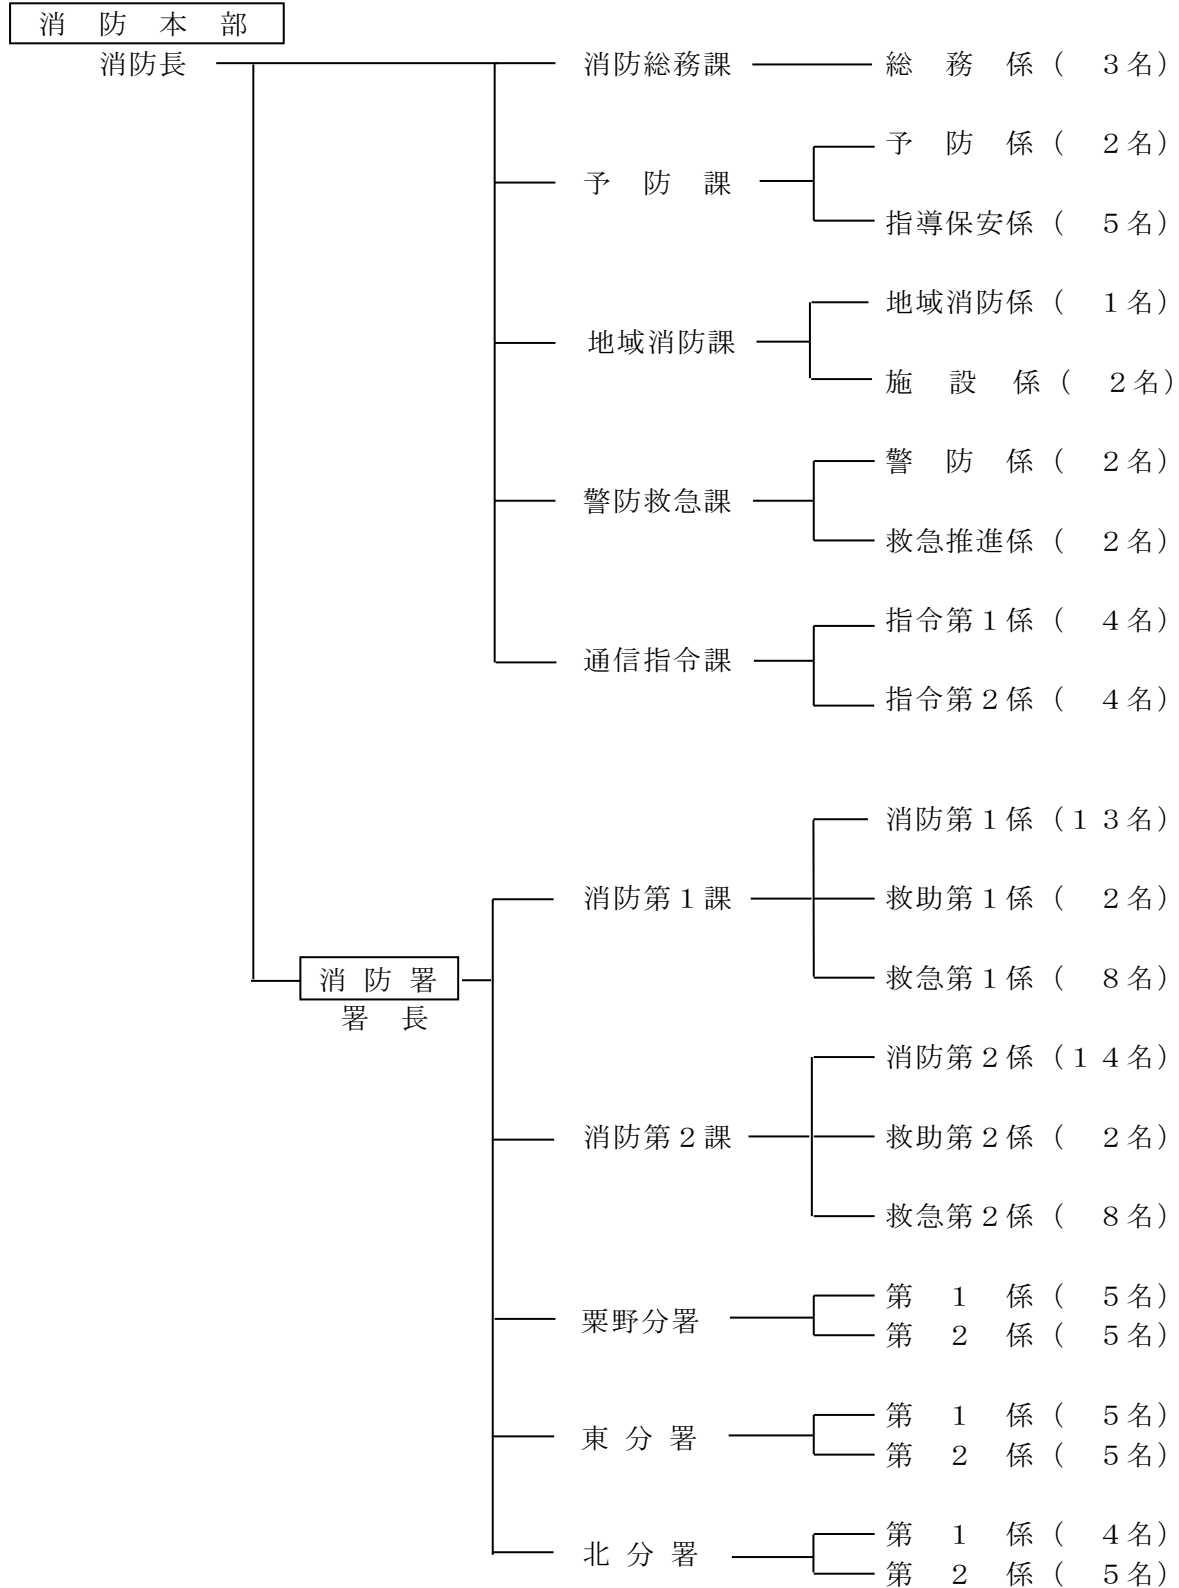 消防本部
消防長 消防総務課 総務係（ 3名）
予防係（ 2名）
予防課
指導保安係（ 5名）
地域消防係（ 1名）
地域消防課
施設係（ 2名）
警防係（ 2名）
警防救急課
救急推進係（ 2名）
指令第1係（ 4名）
通信指令課
指令第2係（ 4名）
消防第1係（13名）
消防第1課 救助第1係（ 2名）
消防署 救急第1係（ 8名）
署長
消防第2係（14名）
消防第2課 救助第2係（ 2名）
救急第2係（ 8名）
第1係（ 5名）
粟野分署
第2係（ 5名）
第1係（ 5名）
東分署
第2係（ 5名）
第1係（ 4名）
北分署
第2係（ 5名）